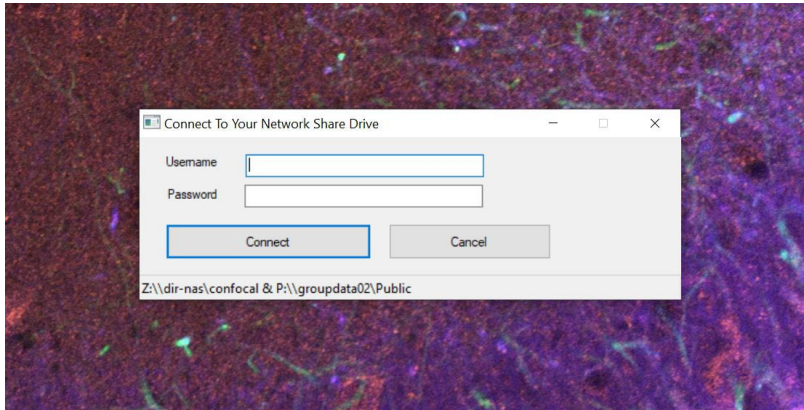 Connect To Your Network Share Drive
Username
Password
Connect Cancel
Z:\\dir-nas\confocal & P:\\groupdata02\Public